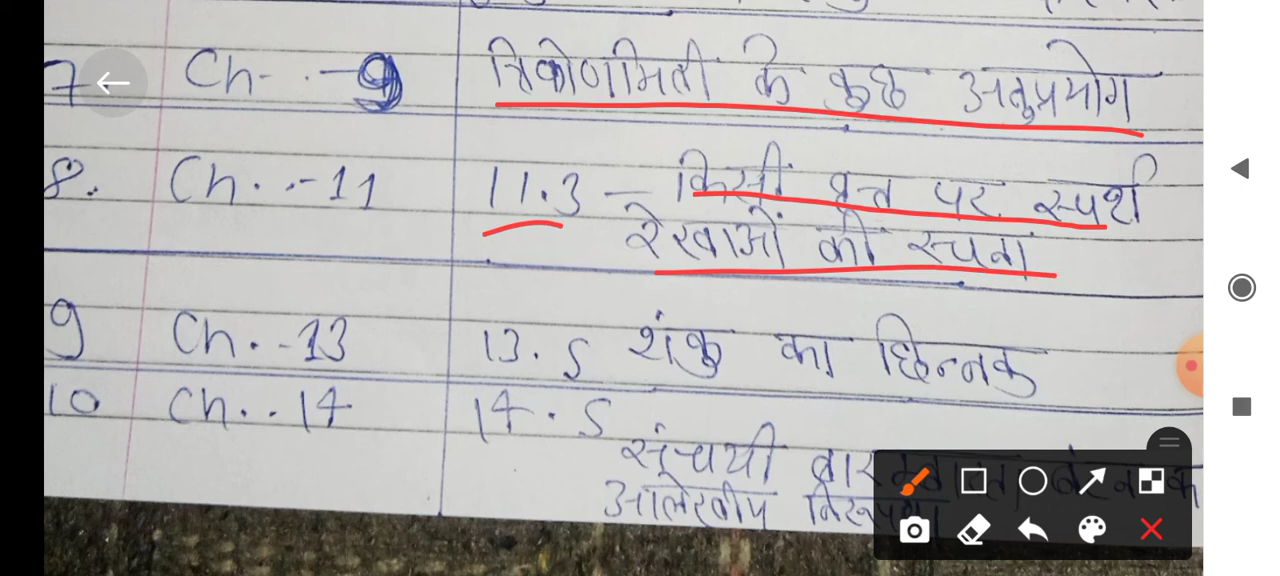 7 Ch-.-9 त्रिकोणमिती के कुछ अनुप्रयोग
8. Ch..-11 11.3 - किसी वृत्त पर स्पर्श
रेखाओं की रचना
9 Ch.-13 13.5 शंकु का छिन्नक
10 Ch..14 14.5
संचयी बार
आलेखीय निरूपण